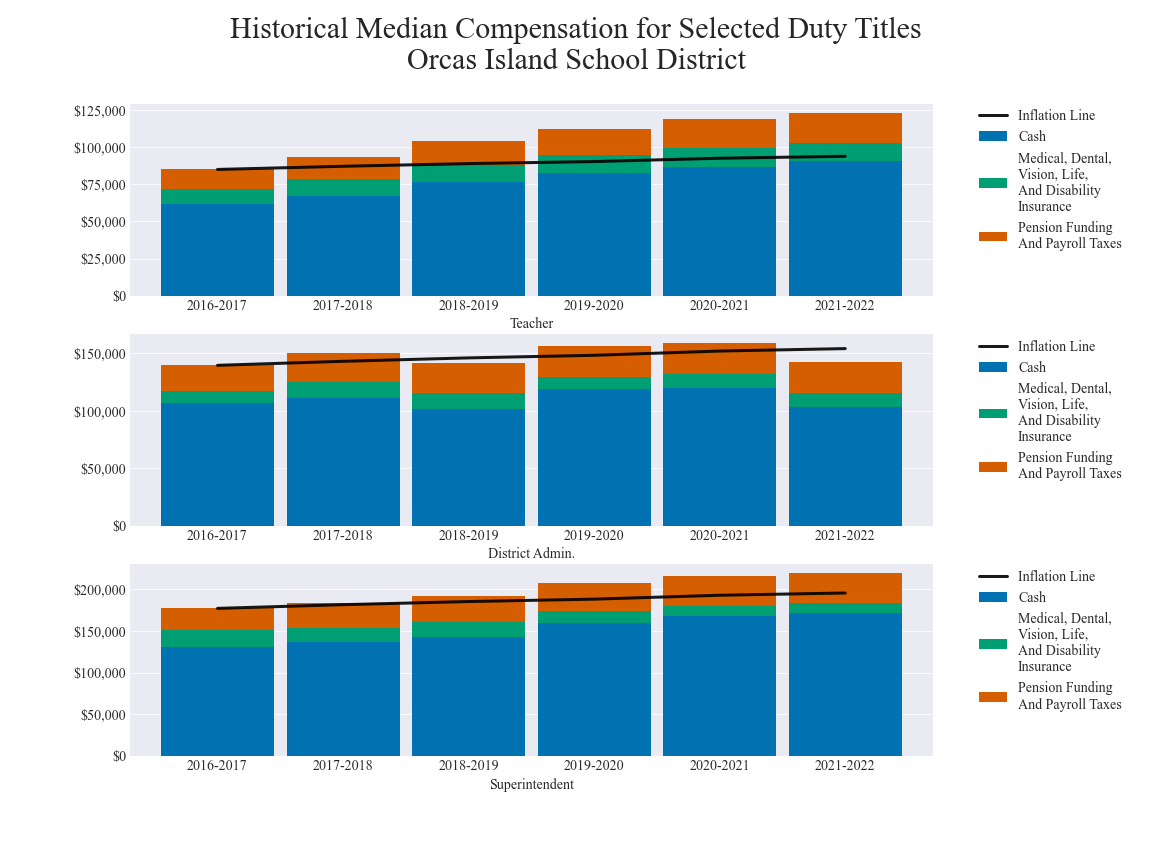 Historical Median Compensation for Selected Duty Titles
Orcas Island School District
$125,000
$100,000
$75,000
$50,000
$25,000
$0
2016-2017 2017-2018 2018-2019 2019-2020 2020-2021 2021-2022
Teacher
Inflation Line
Cash
Medical, Dental,
Vision, Life,
And Disability
Insurance
Pension Funding
And Payroll Taxes
$150,000
$100,000
$50,000
$0
2016-2017 2017-2018 2018-2019 2019-2020 2020-2021 2021-2022
District Admin.
Inflation Line
Cash
Medical, Dental,
Vision, Life,
And Disability
Insurance
Pension Funding
And Payroll Taxes
$200,000
$150,000
$100,000
$50,000
$0
2016-2017 2017-2018 2018-2019 2019-2020 2020-2021 2021-2022
Superintendent
Inflation Line
Cash
Medical, Dental,
Vision, Life,
And Disability
Insurance
Pension Funding
And Payroll Taxes